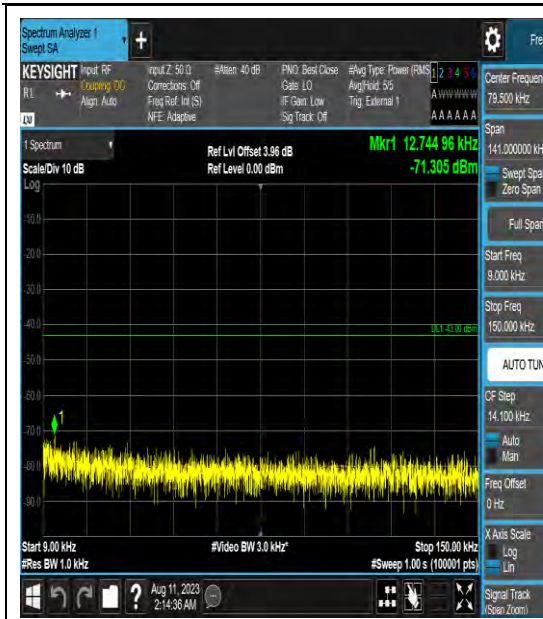 Spectrum Analyzer 1
Swept SA
+
Fre
KEYSIGHT Input: RF Input Z: 50 Ω #Atten: 40 dB PNO: Best Close #Avg Type: Power (RMS 1 2 3 4 5 6
R L Coupling: DC Corrections: Off Gate: LO Avg|Hold: 5/5 A W W W W W
Align: Auto Freq Ref: Int (S) IF Gain: Low Trig: External 1
NFE: Adaptive Sig Track: Off A A A A A A
1 Spectrum Ref Lvl Offset 3.96 dB Mkr1 12.744 96 kHz
Scale/Div 10 dB Ref Level 0.00 dBm -71.305 dBm
Log
-10.0
-20.0
-30.0
-40.0
DL1 -43.00 dBm
-50.0
-60.0
1
-70.0
-80.0
-90.0
Start 9.00 kHz #Video BW 3.0 kHz* Stop 150.00 kHz
#Res BW 1.0 kHz #Sweep 1.00 s (100001 pts)
? Aug 11, 2023
2:14:36 AM
Center Frequen
79.500 kHz
Span
141.000000 kH
Swept Spa
Zero Span
Full Span
Start Freq
9.000 kHz
Stop Freq
150.000 kHz
AUTO TUN
CF Step
14.100 kHz
Auto
Man
Freq Offset
0 Hz
X Axis Scale
Log
Lin
Signal Track
(Span Zoom)